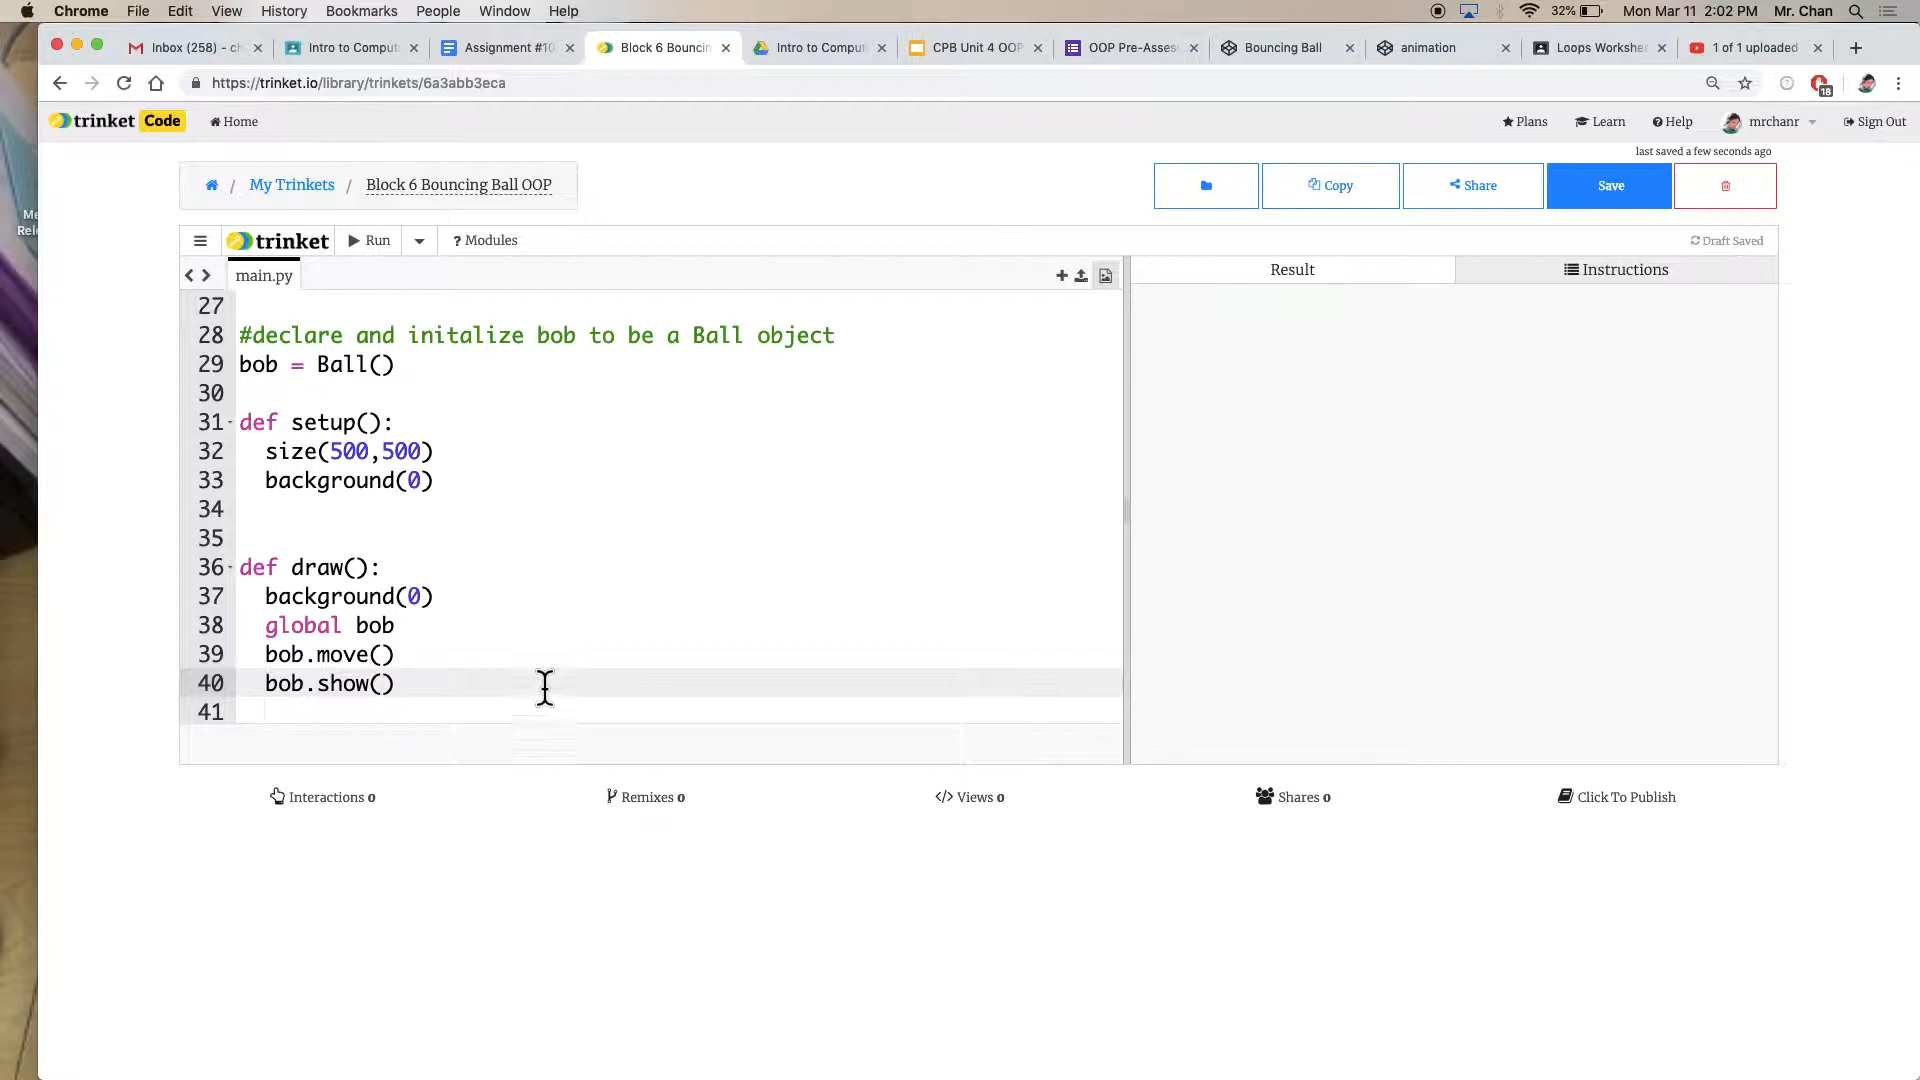 Chrome File Edit View History Bookmarks People Window Help 32% Mon Mar 11 2:02 PM Mr. Chan
Inbox (258) - ch Intro to Comput Assignment #10 Block 6 Bouncin Intro to Comput CPB Unit 4 OOP OOP Pre-Asses Bouncing Ball animation Loops Workshe 1 of 1 uploaded
https://trinket.io/library/trinkets/6a3abb3eca 18
trinket Code Home Plans Learn Help mrchanr Sign Out
last saved a few seconds ago
/ My Trinkets / Block 6 Bouncing Ball OOP Copy Share Save
Me
Rele
trinket Run ? Modules Draft Saved
main.py Result Instructions
27
28 #declare and initalize bob to be a Ball object
29 bob = Ball()
30
31 def setup():
32 size(500,500)
33 background(0)
34
35
36 def draw():
37 background(0)
38 global bob
39 bob.move()
40 bob.show()
41
Interactions 0 Remixes 0 Views 0 Shares 0 Click To Publish